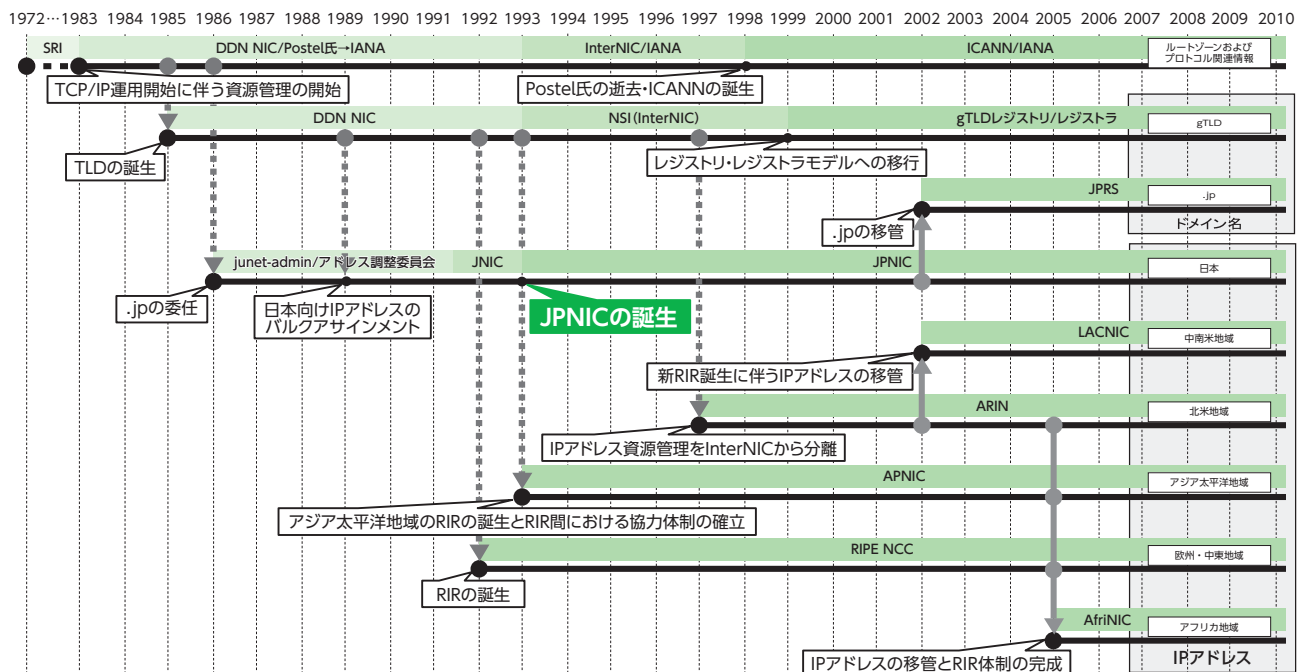 1972… 1983 1984 1985 1986 1987 1988 1989 1990 1991 1992 1993 1994 1995 1996 1997 1998 1999 2000 2001 2002 2003 2004 2005 2006 2007 2008 2009 2010
SRI DDN NIC/Postel氏→IANA InterNIC/IANA ICANN/IANA
ルートゾーンおよび
プロトコル関連情報
TCP/IP運用開始に伴う資源管理の開始
Postel氏の逝去・ICANNの誕生
DDN NIC NSI(InterNIC) gTLDレジストリ/レジストラ gTLD
TLDの誕生
レジストリ・レジストラモデルへの移行
JPRS .jp
.jpの移管
ドメイン名
junet-admin/アドレス調整委員会 JNIC JPNIC 日本
.jpの委任
日本向けIPアドレスの
バルクアサインメント
JPNICの誕生
LACNIC 中南米地域
新RIR誕生に伴うIPアドレスの移管
ARIN 北米地域
IPアドレス資源管理をInterNICから分離
APNIC アジア太平洋地域
アジア太平洋地域のRIRの誕生とRIR間における協力体制の確立
RIPE NCC 欧州・中東地域
RIRの誕生
AfriNIC アフリカ地域
IPアドレスの移管とRIR体制の完成
IPアドレス